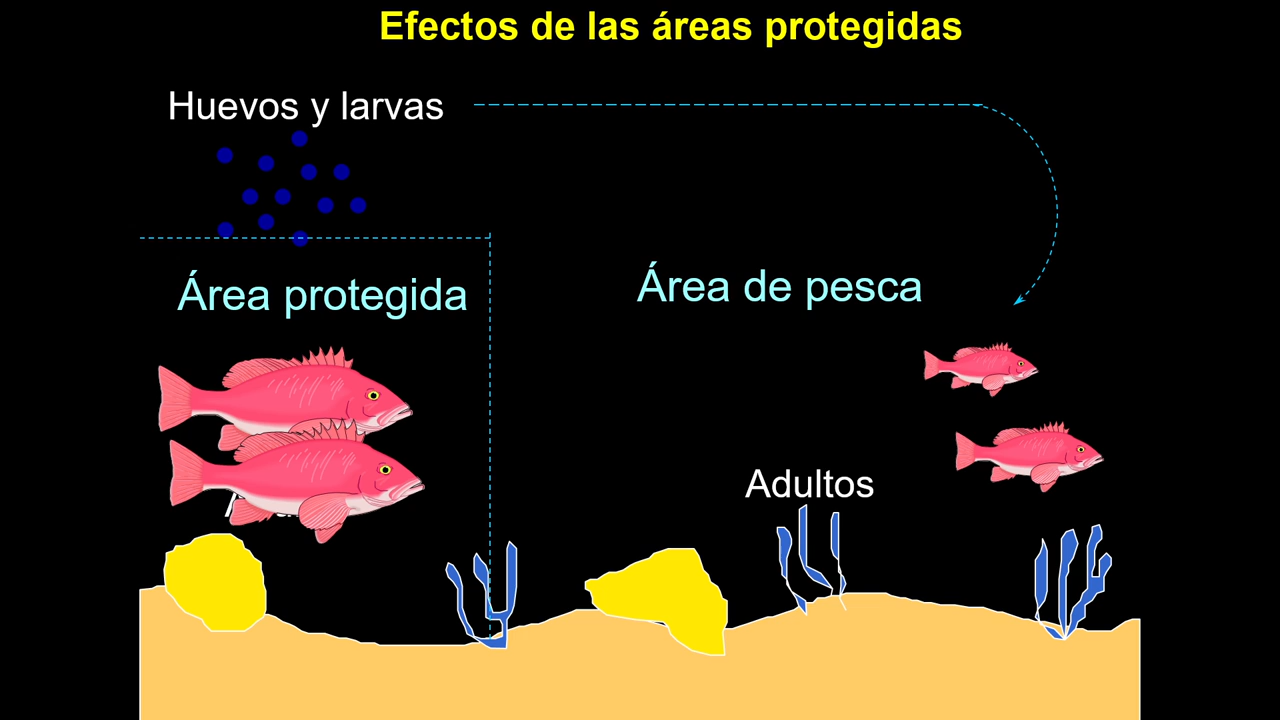 Efectos de las áreas protegidas
Huevos y larvas
Área protegida
Área de pesca
Adultos